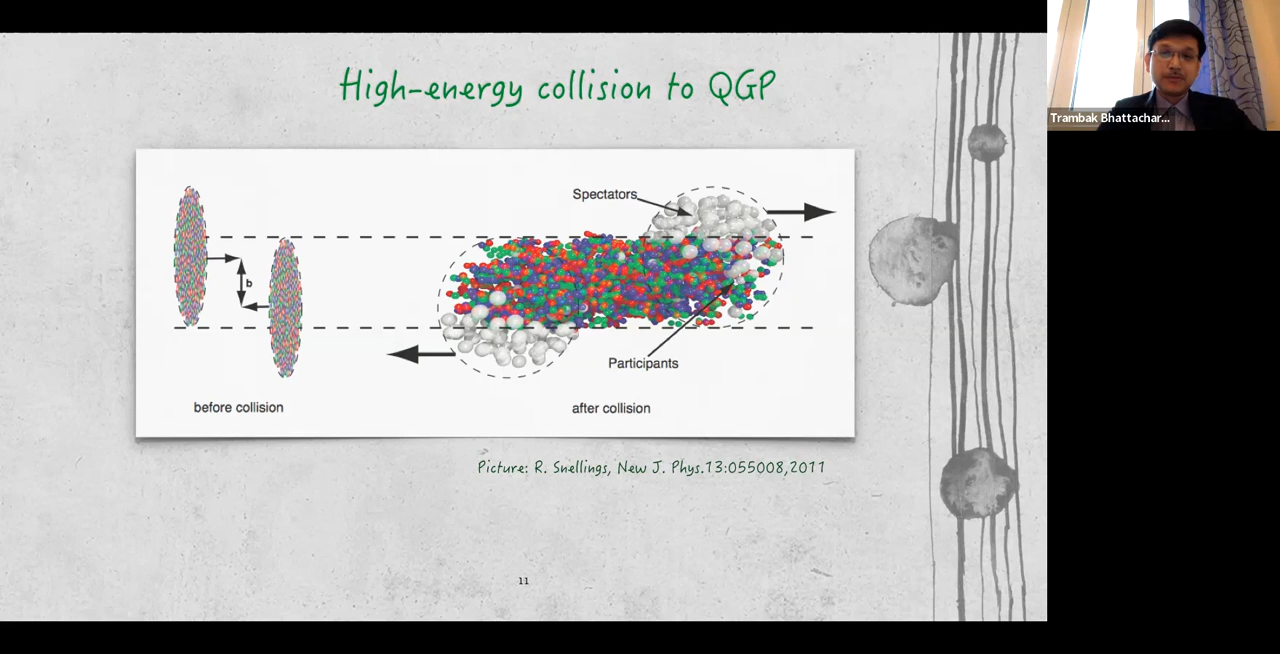 High-energy collision to QGP
Trambak Bhattachar...
Spectators
b
Participants
before collision
after collision
Picture: R. Snellings, New J. Phys.13:055008,2011
11